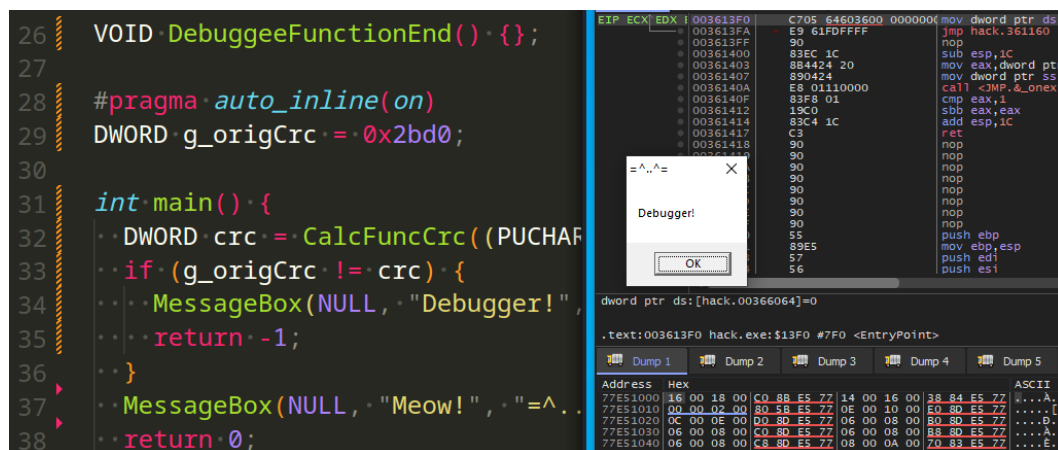 26 VOID DebuggeeFunctionEnd() {};
27
28 #pragma auto_inline(on)
29 DWORD g_origCrc = 0x2bd0;
30
31 int main() {
32 DWORD crc = CalcFuncCrc((PUCHAR
33 if (g_origCrc != crc) {
34 MessageBox(NULL, "Debugger!",
35 return -1;
36 }
37 MessageBox(NULL, "Meow!", "=^..
38 return 0;
EIP ECX EDX 003613F0 C705 64603600 0000000 mov dword ptr ds
003613FA E9 61FDFFFF jmp hack.361160
003613FF 90 nop
00361400 83EC 1C sub esp,1C
00361403 8B4424 20 mov eax,dword pt
00361407 890424 mov dword ptr ss
0036140A E8 01110000 call <JMP.&_onex
0036140F 83F8 01 cmp eax,1
00361412 19C0 sbb eax,eax
00361414 83C4 1C add esp,1C
00361417 C3 ret
00361418 90 nop
00361419 90 nop
90 nop
90 nop
90 nop
90 nop
90 nop
90 nop
55 push ebp
89E5 mov ebp,esp
57 push edi
56 push esi
=^..^=
Debugger!
OK
dword ptr ds:[hack.00366064]=0
.text:003613F0 hack.exe:$13F0 #7F0 <EntryPoint>
Dump 1 Dump 2 Dump 3 Dump 4 Dump 5
Address Hex ASCII
77E51000 16 00 18 00 C0 8B E5 77 14 00 16 00 38 84 E5 77 ....À.
77E51010 00 00 02 00 80 5B E5 77 0E 00 10 00 E0 8D E5 77 .....[
77E51020 0C 00 0E 00 D0 8D E5 77 06 00 08 00 B0 8D E5 77 ....Ð.
77E51030 06 00 08 00 C0 8D E5 77 06 00 08 00 B8 8D E5 77 ....À.
77E51040 06 00 08 00 C8 8D E5 77 08 00 0A 00 70 83 E5 77 ....È.